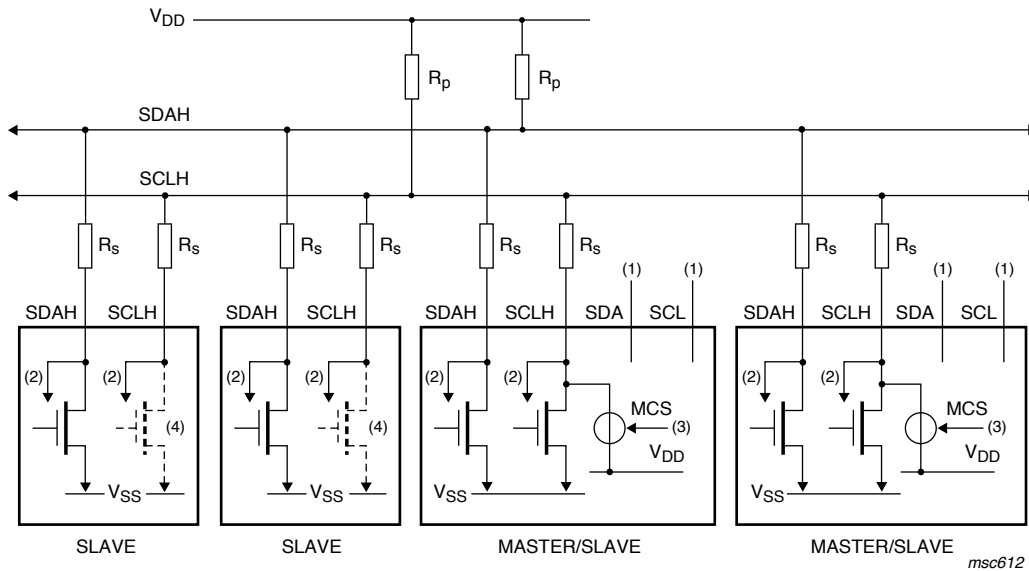 VDD
Rp Rp
SDAH
SCLH
Rs Rs Rs Rs Rs Rs Rs Rs
(1) (1) (1) (1)
SDAH SCLH SDAH SCLH SDAH SCLH SDA SCL SDAH SCLH SDA SCL
(2) (2) (2) (2) (2) (2) (2) (2)
MCS MCS
(4) (4) (3) (3)
VDD VDD
VSS VSS VSS VSS
SLAVE SLAVE MASTER/SLAVE MASTER/SLAVE
msc612